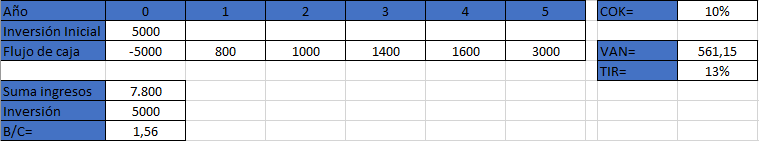 Año 0 1 2 3 4 5 COK= 10%
Inversión Inicial 5000
Flujo de caja -5000 800 1000 1400 1600 3000 VAN= 561,15
TIR= 13%
Suma ingresos 7.800
Inversión 5000
B/C= 1,56